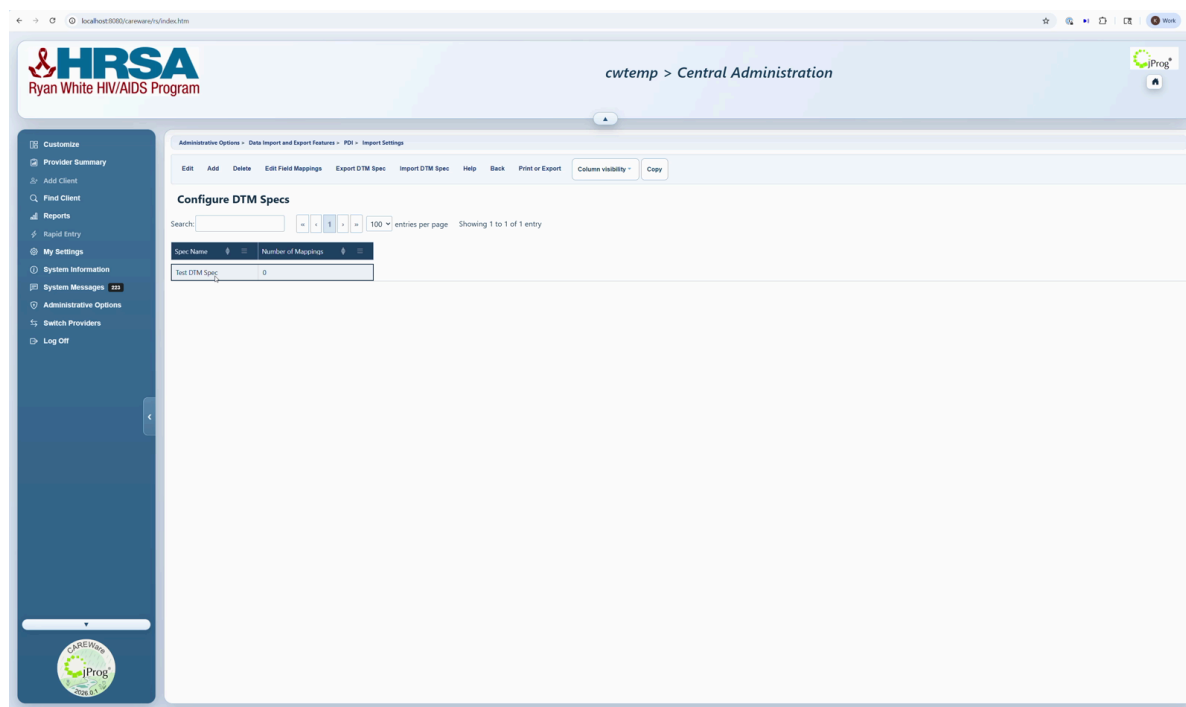 localhost:8080/careware/rs/index.htm
Work
HRSA
Ryan White HIV/AIDS Program
cwtemp > Central Administration
jProg
Customize
Provider Summary
Add Client
Find Client
Reports
Rapid Entry
My Settings
System Information
System Messages 222
Administrative Options
Switch Providers
Log Off
Administrative Options > Data Import and Export Features > PDI > Import Settings
Edit Add Delete Edit Field Mappings Export DTM Spec Import DTM Spec Help Back Print or Export Column visibility Copy
Configure DTM Specs
Search: « ‹ 1 › » 100 entries per page Showing 1 to 1 of 1 entry
Spec Name Number of Mappings
Test DTM Spec 0
CAREWare
jProg
2026.0.1